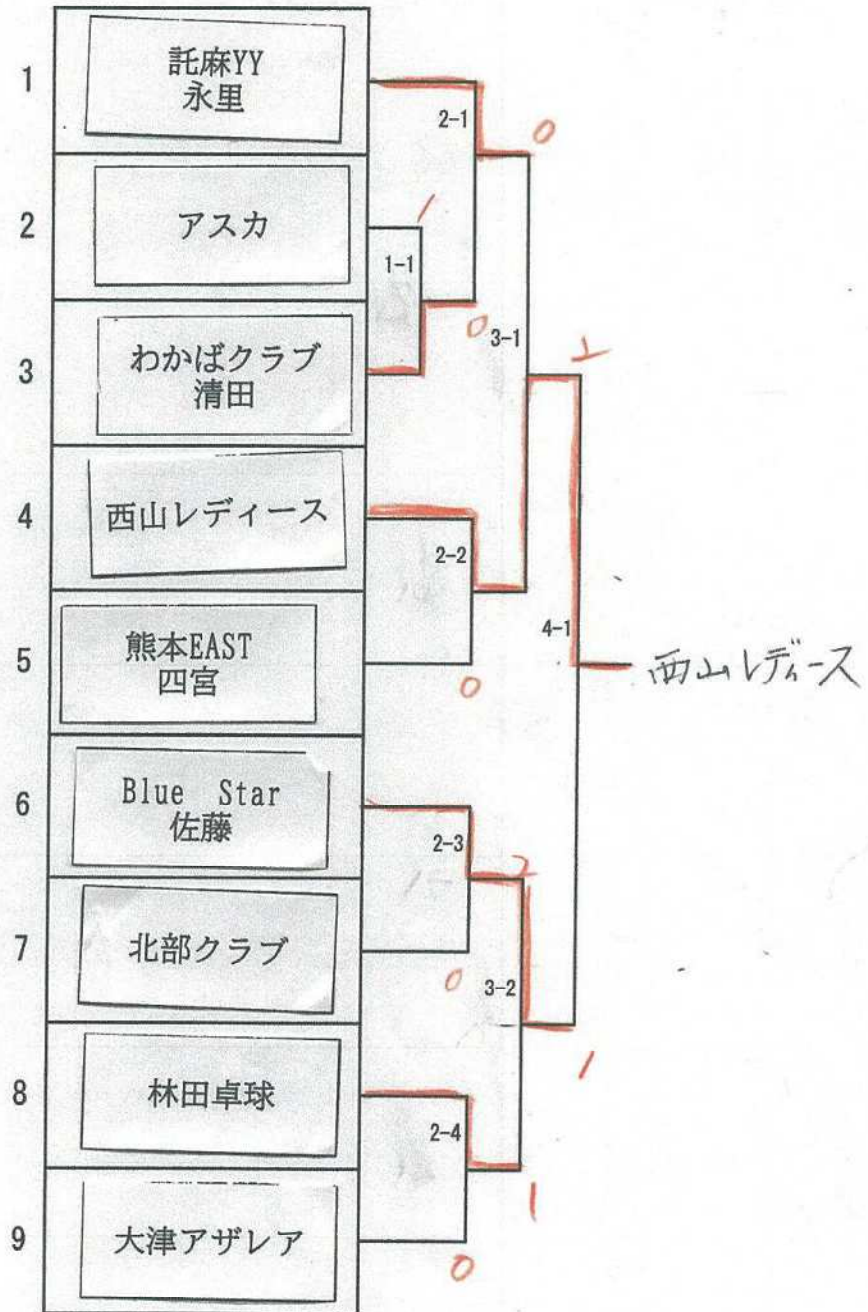 1
託麻YY
永里
2
アスカ
3
わかばクラブ
清田
4
西山レディース
5
熊本EAST
四宮
6
Blue Star
佐藤
7
北部クラブ
8
林田卓球
9
大津アザレア
2-1
0
1
1-1
0
3-1
2
2-2
0
4-1
西山レディース
2-3
2
0
3-2
1
2-4
1
0